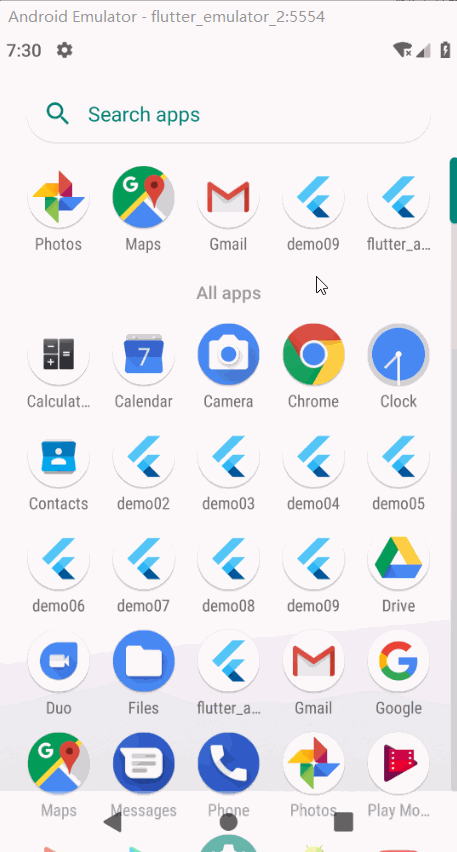 Android Emulator - flutter_emulator_2:5554
7:30
Search apps
G
Photos Maps Gmail demo09 flutter_a...
All apps
7
Calculat... Calendar Camera Chrome Clock
Contacts demo02 demo03 demo04 demo05
demo06 demo07 demo08 demo09 Drive
G
Duo Files flutter_a... Gmail Google
G
Maps Messages Phone Photos Play Mo...